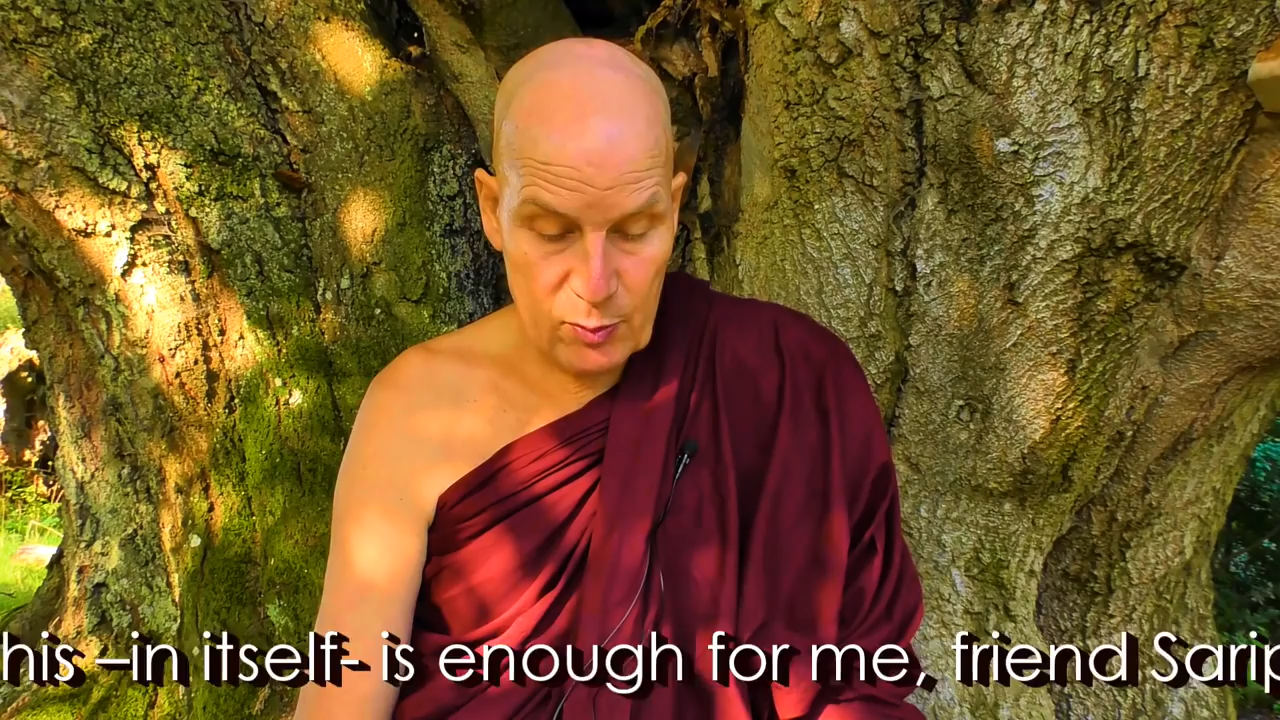 his –in itself- is enough for me, friend Sarip